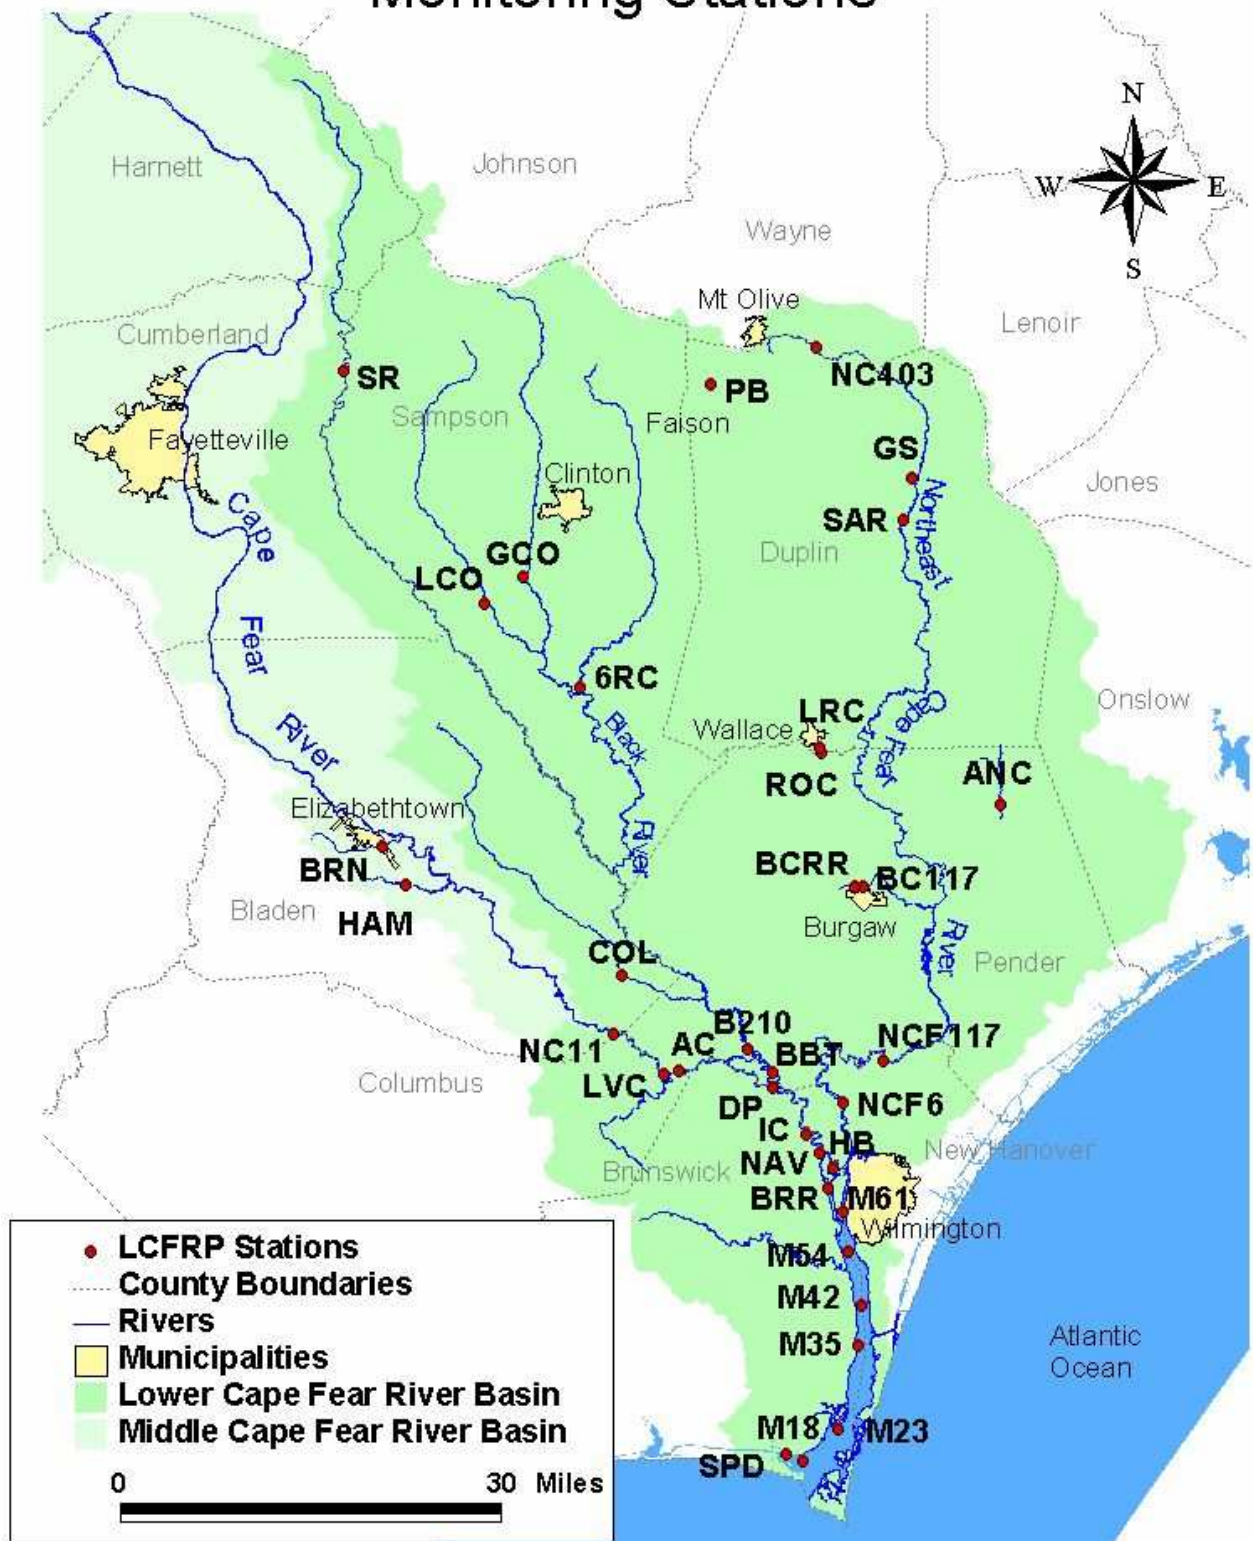 Monitoring Stations
N
W
E
S
Harnett
Johnson
Wayne
Mt Olive
Lenoir
Cumberland
SR
PB
NC403
Sampson
Faison
Fayetteville
GS
Clinton
Jones
SAR
Northeast
Cape
Duplin
GCO
LCO
Fear
6RC
Onslow
LRC
Cape Fear
Wallace
Black
River
ROC
ANC
Elizabethtown
River
BRN
BCRR
BC117
Bladen
HAM
Burgaw
River
COL
Pender
B210
NCF117
NC11
AC
BBT
Columbus
LVC
DP
NCF6
IC
HB
New Hanover
NAV
Brunswick
BRR
M61
Wilmington
M54
M42
M35
Atlantic
Ocean
M18
M23
SPD
LCFRP Stations
County Boundaries
Rivers
Municipalities
Lower Cape Fear River Basin
Middle Cape Fear River Basin
0
30 Miles